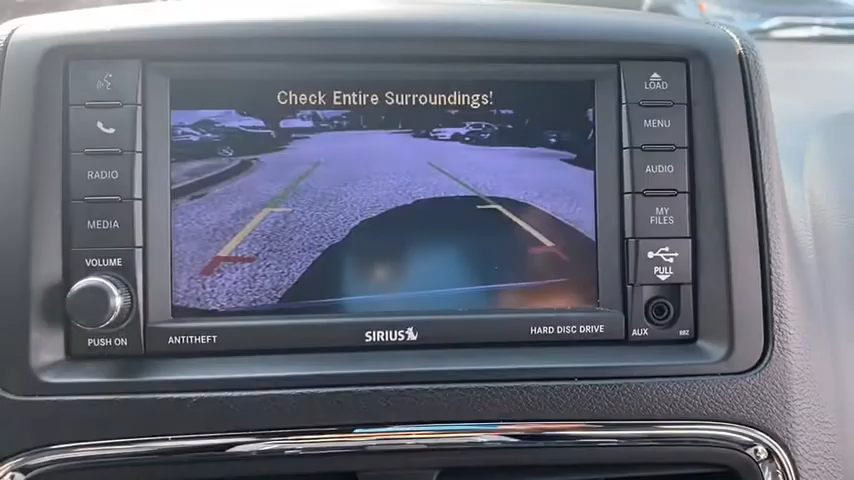 Check Entire Surroundings!
RADIO
MEDIA
VOLUME
PUSH ON
LOAD
MENU
AUDIO
MY
FILES
PULL
AUX
RB2
ANTITHEFT
SIRIUS
HARD DISC DRIVE